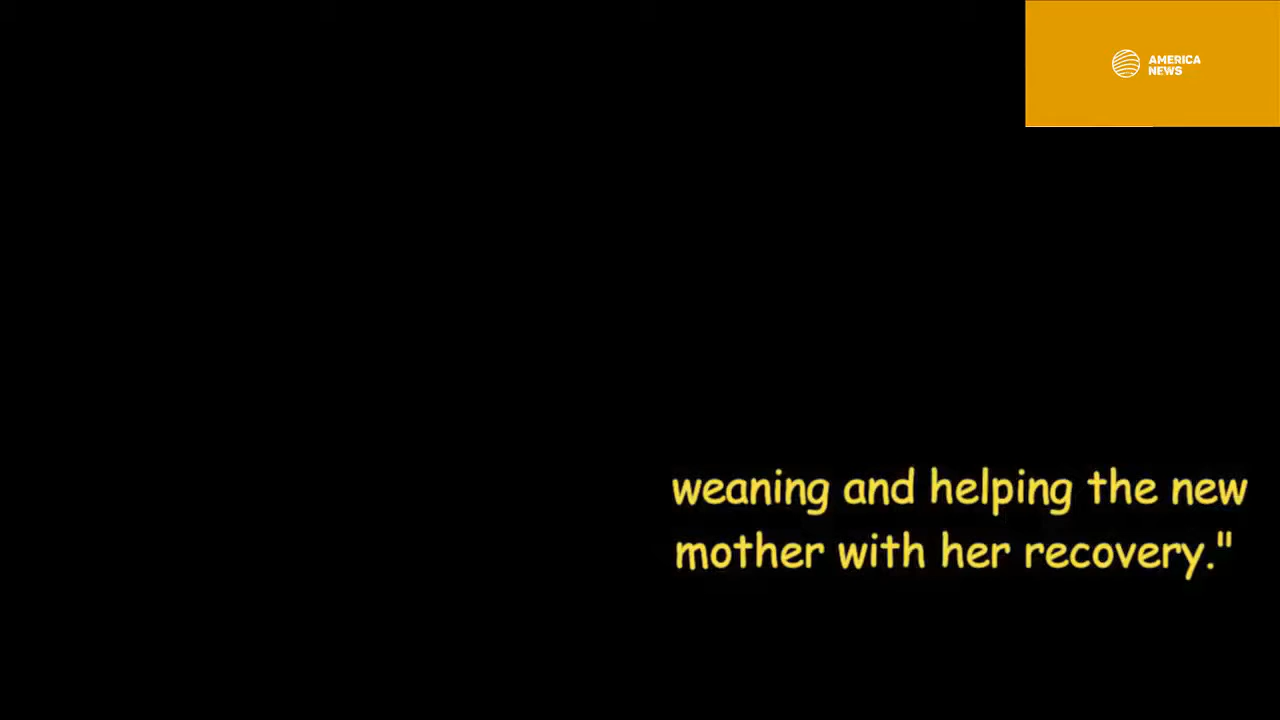 AMERICA
NEWS
weaning and helping the new
mother with her recovery."